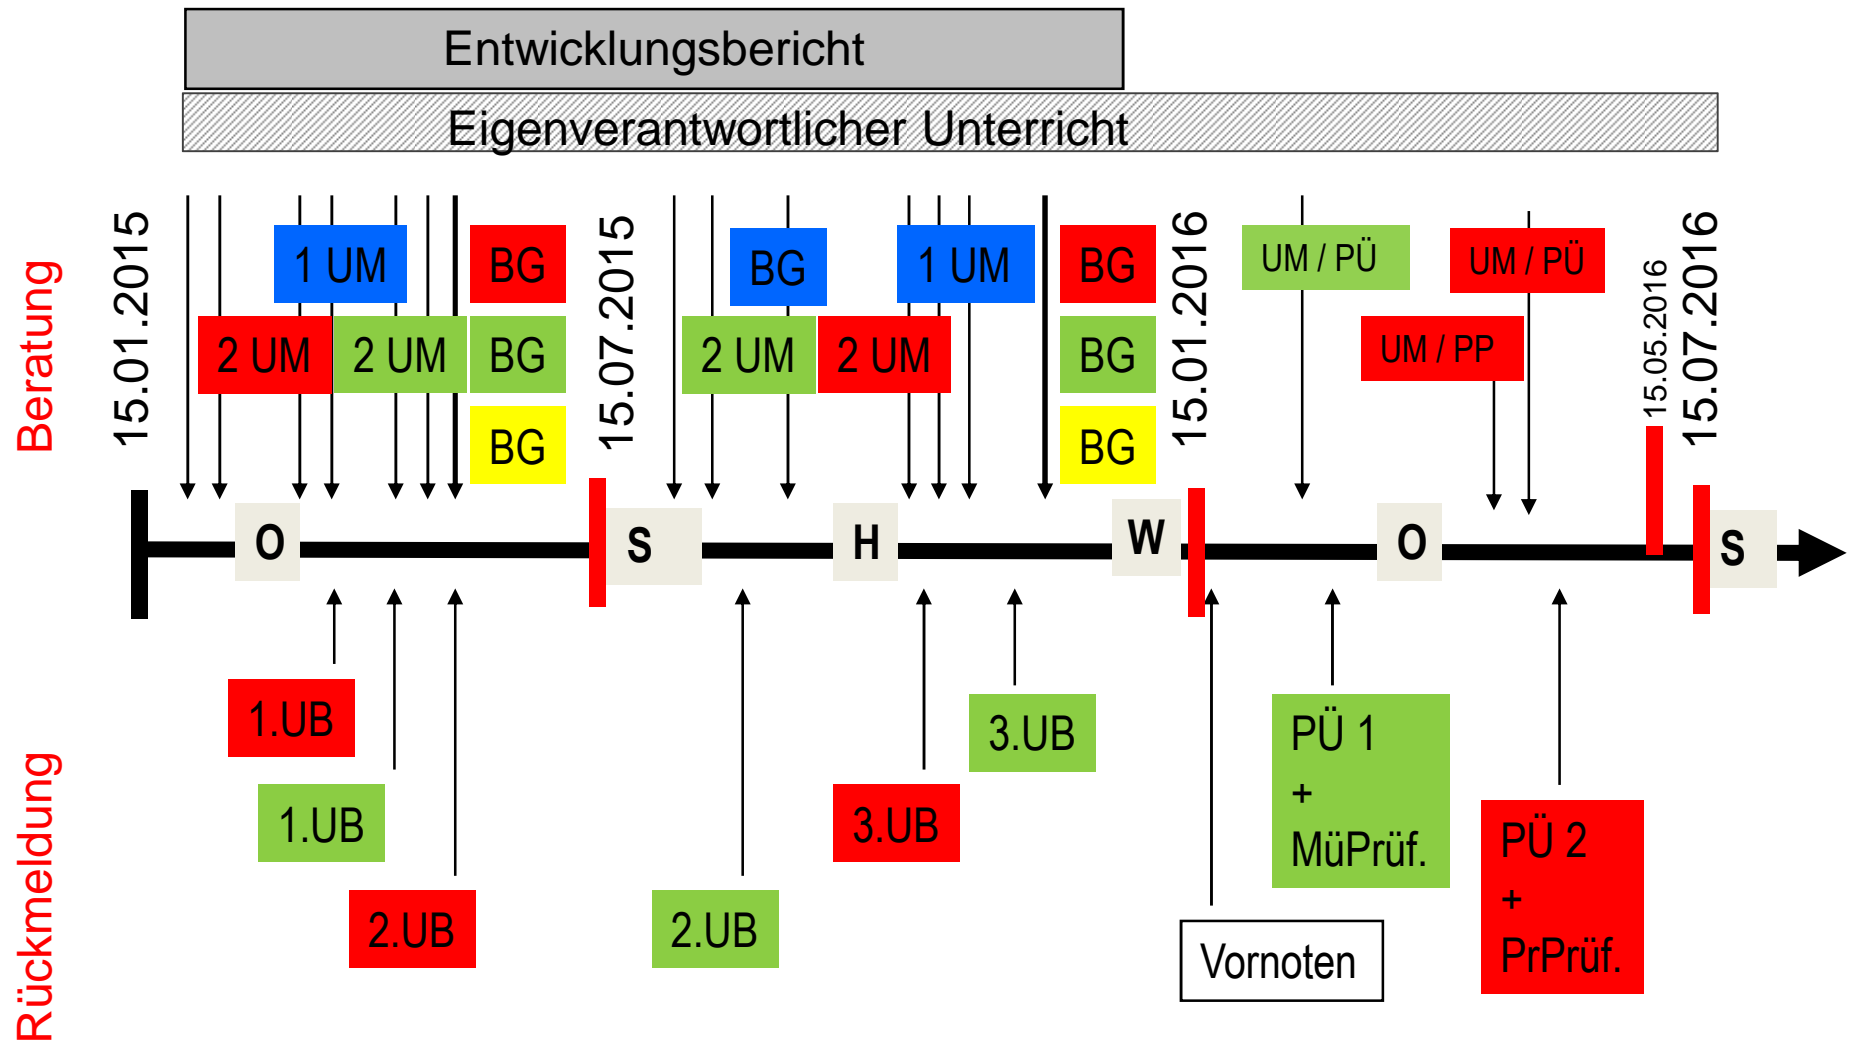 Entwicklungsbericht
Eigenverantwortlicher Unterricht
Beratung
15.01.2015
1 UM
BG
2 UM
2 UM
BG
BG
15.07.2015
BG
1 UM
BG
2 UM
2 UM
BG
BG
15.01.2016
UM / PÜ
UM / PÜ
UM / PP
15.05.2016
15.07.2016
O
S
H
W
O
S
Rückmeldung
1.UB
1.UB
2.UB
2.UB
3.UB
3.UB
Vornoten
PÜ 1
+
MüPrüf.
PÜ 2
+
PrPrüf.